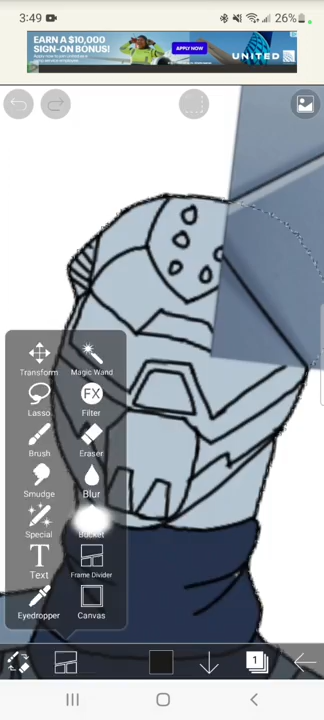 3:49
26%
EARN A $10,000
SIGN-ON BONUS!
APPLY NOW
UNITED
Transform
Magic Wand
FX
Lasso
Filter
Brush
Eraser
Smudge
Blur
Special
Bucket
T
Text
Frame Divider
Eyedropper
Canvas
1